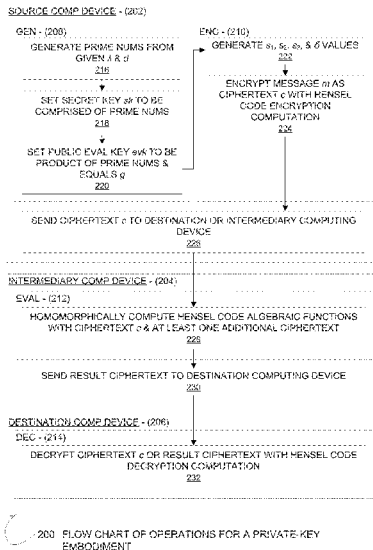 SOURCE COMP DEVICE - (202)
GEN - (208)
GENERATE PRIME NUMS FROM
GIVEN λ & d
216
SET SECRET KEY sk TO BE
COMPRISED OF PRIME NUMS
218
SET PUBLIC EVAL KEY evk TO BE
PRODUCT OF PRIME NUMS &
EQUALS g
220
ENC - (210)
GENERATE s₁, s₂, s₃, & δ VALUES
222
ENCRYPT MESSAGE m AS
CIPHERTEXT c WITH HENSEL
CODE ENCRYPTION
COMPUTATION
224
SEND CIPHERTEXT c TO DESTINATION OR INTERMEDIARY COMPUTING
DEVICE
226
INTERMEDIARY COMP DEVICE - (204)
EVAL - (212)
HOMOMORPHICALLY COMPUTE HENSEL CODE ALGEBRAIC FUNCTIONS
WITH CIPHERTEXT c & AT LEAST ONE ADDITIONAL CIPHERTEXT
228
SEND RESULT CIPHERTEXT TO DESTINATION COMPUTING DEVICE
230
DESTINATION COMP DEVICE - (206)
DEC - (214)
DECRYPT CIPHERTEXT c OR RESULT CIPHERTEXT WITH HENSEL CODE
DECRYPTION COMPUTATION
232
200 FLOW CHART OF OPERATIONS FOR A PRIVATE-KEY
EMBODIMENT